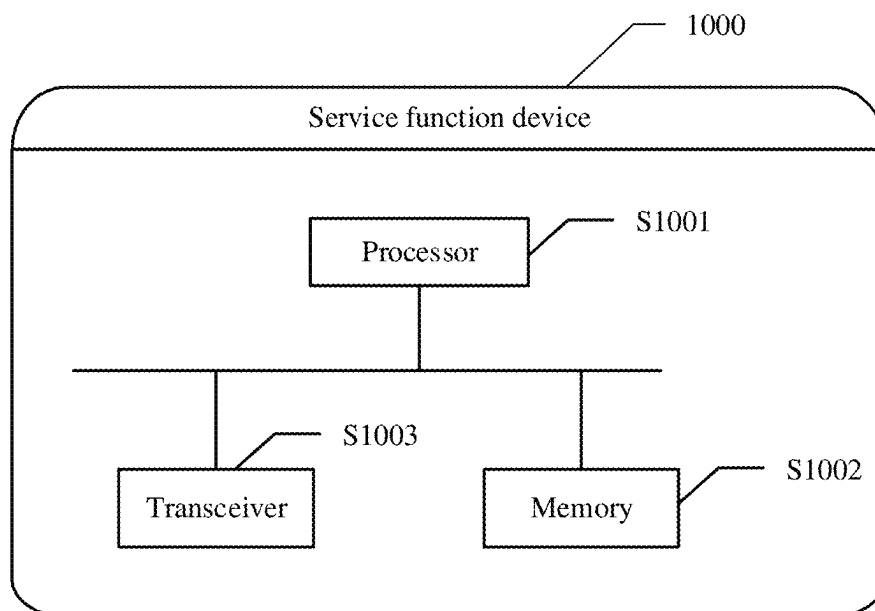 1000
Service function device
S1001
Processor
S1003
S1002
Transceiver
Memory